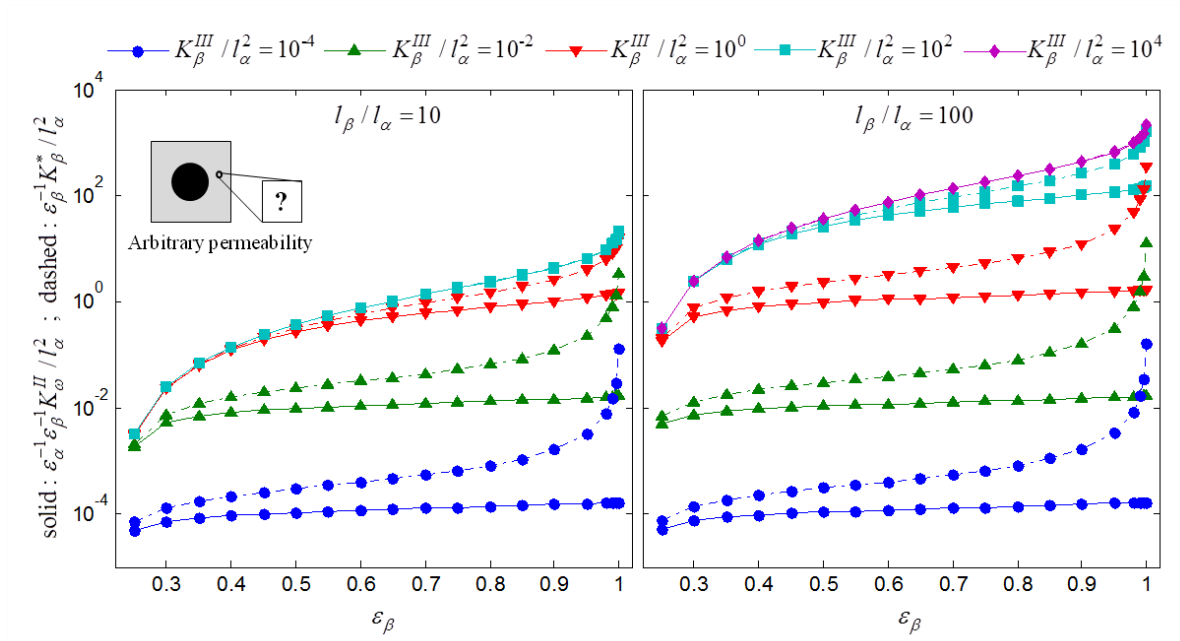 K_β^{III} / l_α^2 = 10^{-4} K_β^{III} / l_α^2 = 10^{-2} K_β^{III} / l_α^2 = 10^0 K_β^{III} / l_α^2 = 10^2 K_β^{III} / l_α^2 = 10^4
solid : ε_α^{-1} ε_β^{-1} K_ω^{II} / l_α^2 ; dashed : ε_β^{-1} K_β^* / l_α^2
10^4
10^2
10^0
10^{-2}
10^{-4}
l_β / l_α = 10
?
Arbitrary permeability
0.3 0.4 0.5 0.6 0.7 0.8 0.9 1
ε_β
l_β / l_α = 100
0.3 0.4 0.5 0.6 0.7 0.8 0.9 1
ε_β